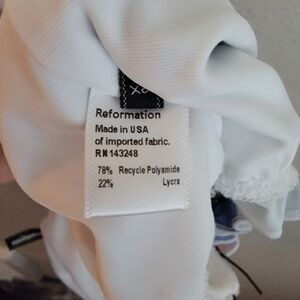 Reformation
Made in USA
of imported fabric.
RN 143248
78% Recycle Polyamide
22% Lycra